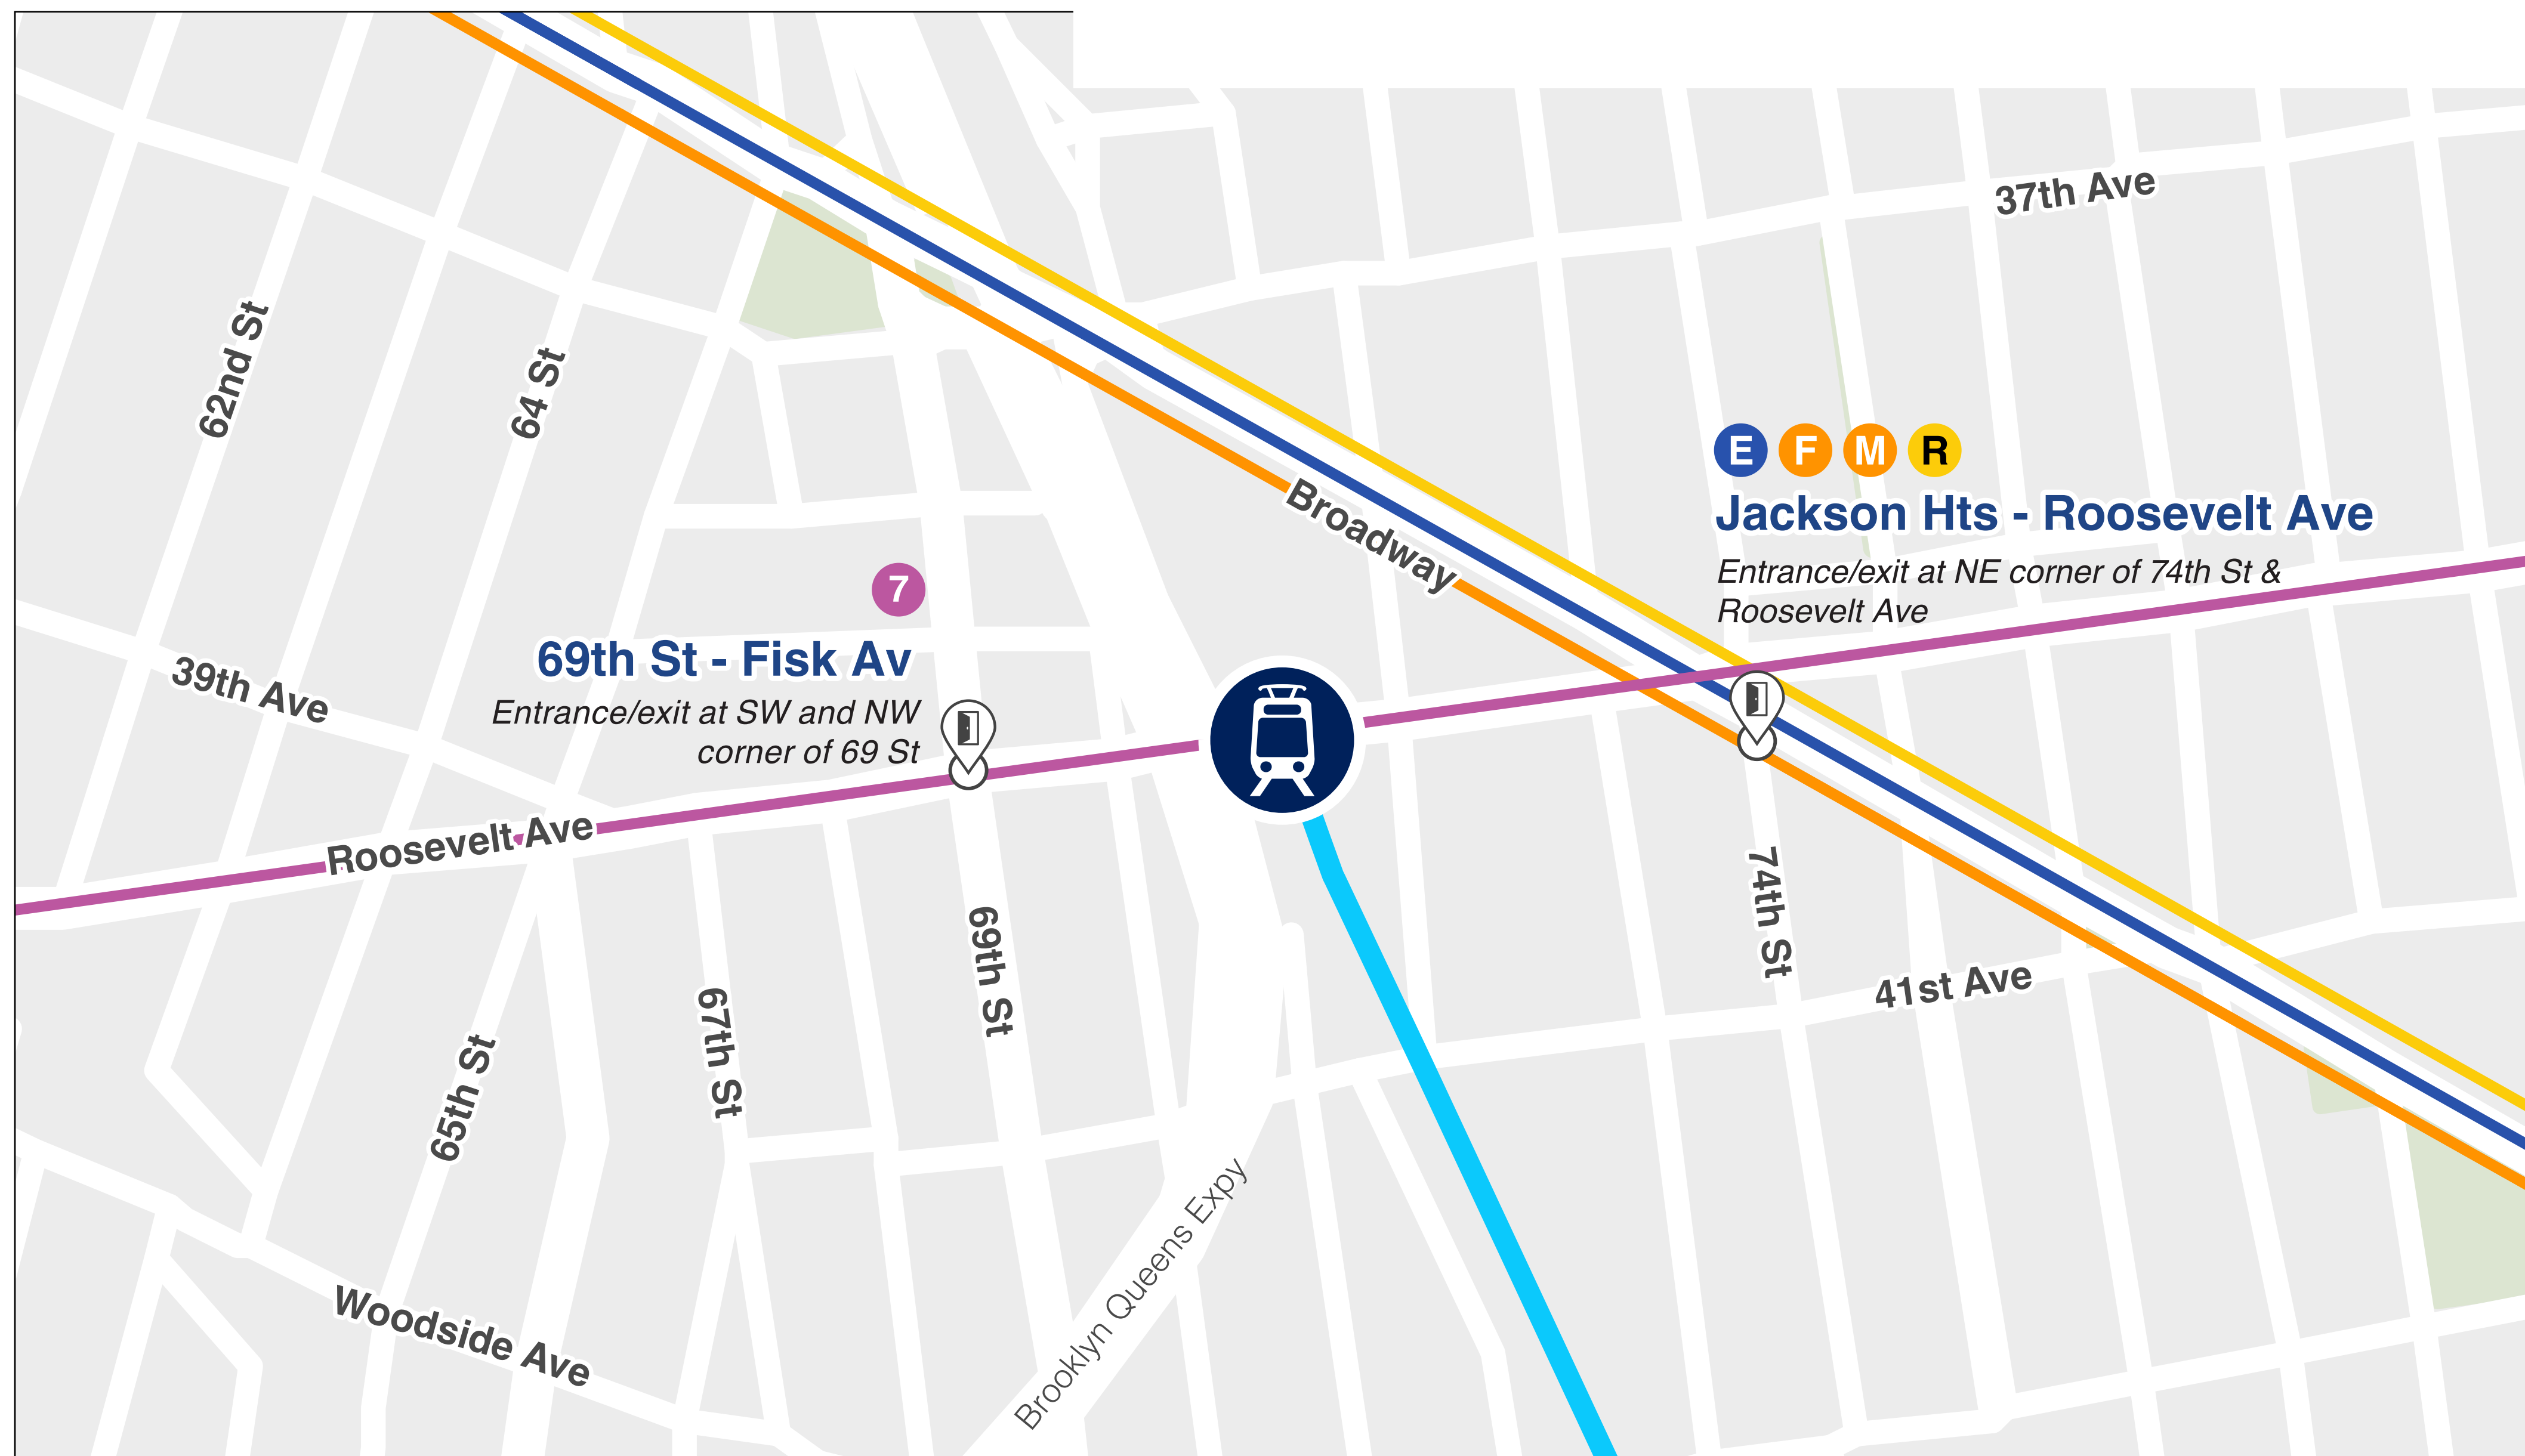 37th Ave
62nd St
64 St
E F M R
Jackson Hts - Roosevelt Ave
Entrance/exit at NE corner of 74th St &
Roosevelt Ave
Broadway
7
69th St - Fisk Av
Entrance/exit at SW and NW
corner of 69 St
39th Ave
Roosevelt Ave
74th St
69th St
41st Ave
67th St
65th St
Brooklyn Queens Expy
Woodside Ave